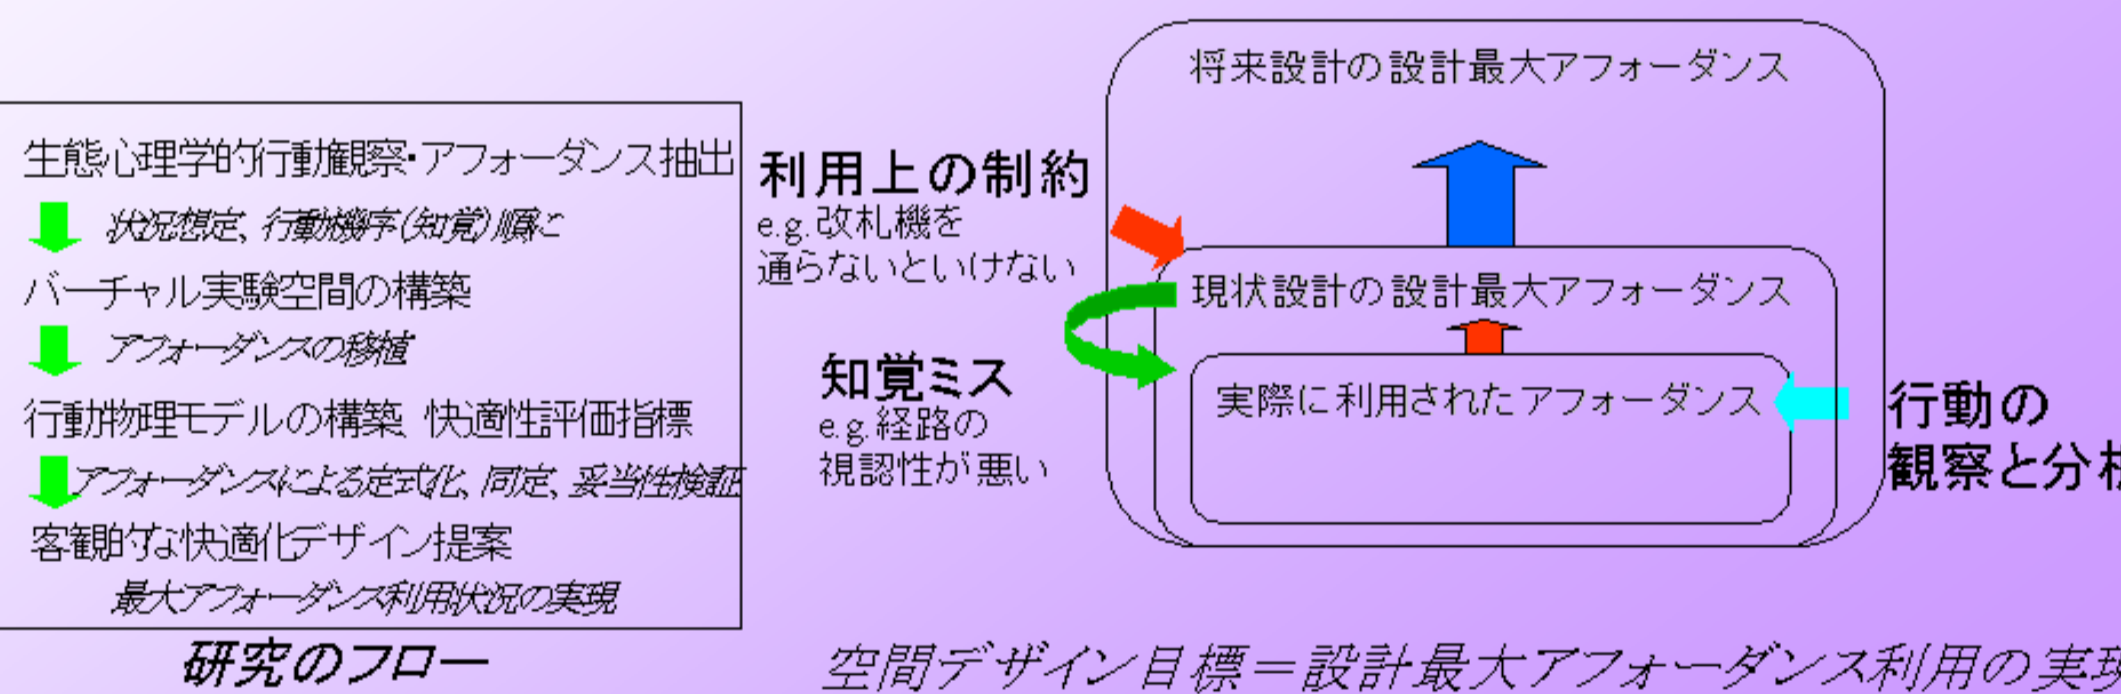 生態心理学的行動観察・アフォーダンス抽出
状況想定、行動機序(知覚)順に
バーチャル実験空間の構築
アフォーダンスの移植
行動物理モデルの構築 快適性評価指標
アフォーダンスによる定式化、同定、妥当性検証
客観的な快適化デザイン提案
最大アフォーダンス利用状況の実現
研究のフロー
将来設計の設計最大アフォーダンス
利用上の制約
e.g.改札機を
通らないといけない
現状設計の設計最大アフォーダンス
知覚ミス
e.g.経路の
視認性が悪い
実際に利用されたアフォーダンス
行動の
観察と分析
空間デザイン目標＝設計最大アフォーダンス利用の実現